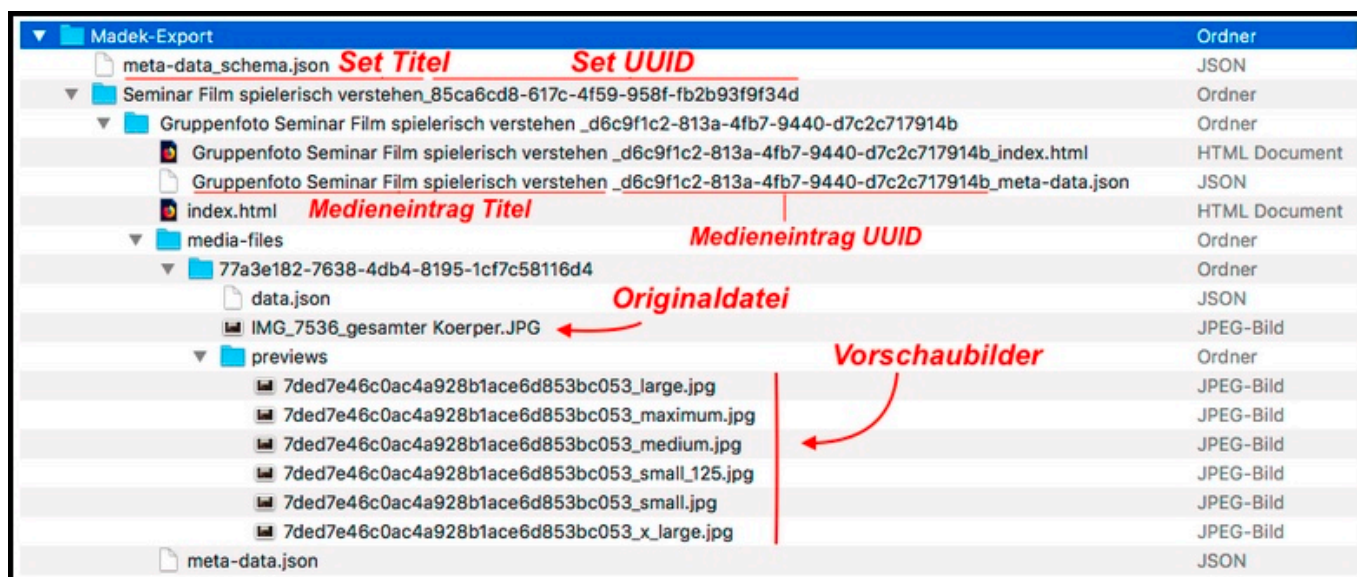 Madek-Export Ordner
meta-data_schema.json Set Titel Set UUID JSON
Seminar Film spielerisch verstehen_85ca6cd8-617c-4f59-958f-fb2b93f9f34d Ordner
Gruppenfoto Seminar Film spielerisch verstehen _d6c9f1c2-813a-4fb7-9440-d7c2c717914b Ordner
Gruppenfoto Seminar Film spielerisch verstehen _d6c9f1c2-813a-4fb7-9440-d7c2c717914b_index.html HTML Document
Gruppenfoto Seminar Film spielerisch verstehen _d6c9f1c2-813a-4fb7-9440-d7c2c717914b_meta-data.json JSON
index.html Medieneintrag Titel HTML Document
media-files Medieneintrag UUID Ordner
77a3e182-7638-4db4-8195-1cf7c58116d4 Ordner
data.json Originaldatei JSON
IMG_7536_gesamter Koerper.JPG JPEG-Bild
previews Vorschaubilder Ordner
7ded7e46c0ac4a928b1ace6d853bc053_large.jpg JPEG-Bild
7ded7e46c0ac4a928b1ace6d853bc053_maximum.jpg JPEG-Bild
7ded7e46c0ac4a928b1ace6d853bc053_medium.jpg JPEG-Bild
7ded7e46c0ac4a928b1ace6d853bc053_small_125.jpg JPEG-Bild
7ded7e46c0ac4a928b1ace6d853bc053_small.jpg JPEG-Bild
7ded7e46c0ac4a928b1ace6d853bc053_x_large.jpg JPEG-Bild
meta-data.json JSON